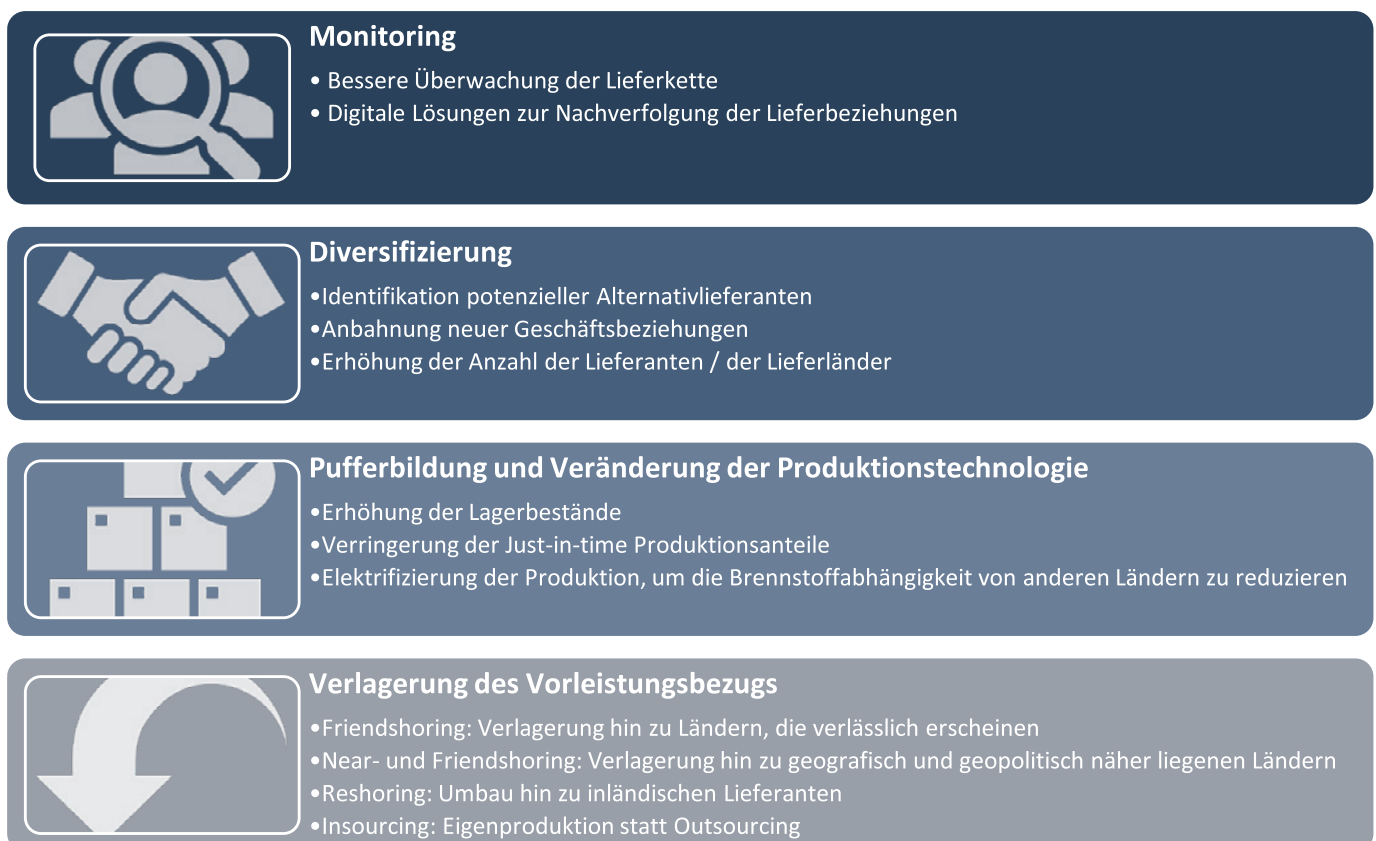 Monitoring
• Bessere Überwachung der Lieferkette
• Digitale Lösungen zur Nachverfolgung der Lieferbeziehungen
Diversifizierung
•Identifikation potenzieller Alternativlieferanten
•Anbahnung neuer Geschäftsbeziehungen
•Erhöhung der Anzahl der Lieferanten / der Lieferländer
Pufferbildung und Veränderung der Produktionstechnologie
•Erhöhung der Lagerbestände
•Verringerung der Just-in-time Produktionsanteile
•Elektrifizierung der Produktion, um die Brennstoffabhängigkeit von anderen Ländern zu reduzieren
Verlagerung des Vorleistungsbezugs
•Friendshoring: Verlagerung hin zu Ländern, die verlässlich erscheinen
•Near- und Friendshoring: Verlagerung hin zu geografisch und geopolitisch näher liegenen Ländern
•Reshoring: Umbau hin zu inländischen Lieferanten
•Insourcing: Eigenproduktion statt Outsourcing